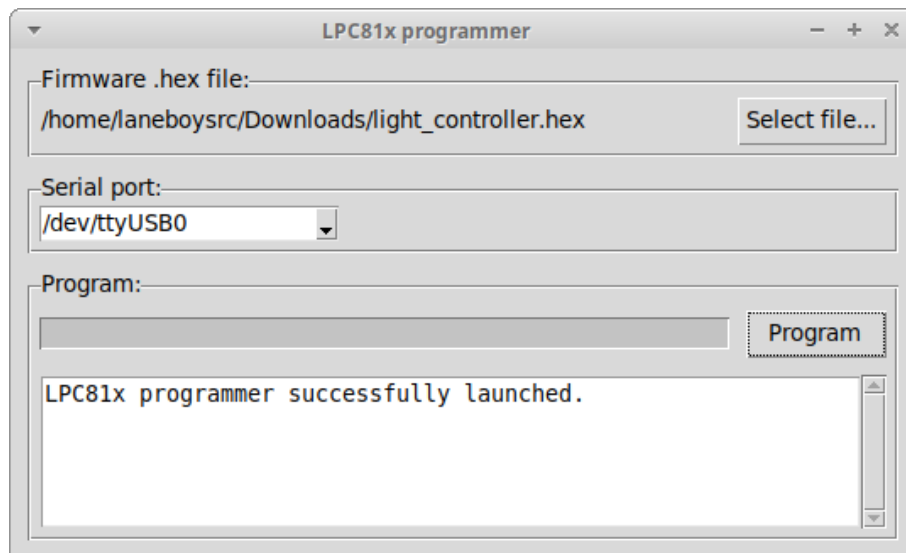 LPC81x programmer
Firmware .hex file:
/home/laneboysrc/Downloads/light_controller.hex
Select file...
Serial port:
/dev/ttyUSB0
Program:
Program
LPC81x programmer successfully launched.